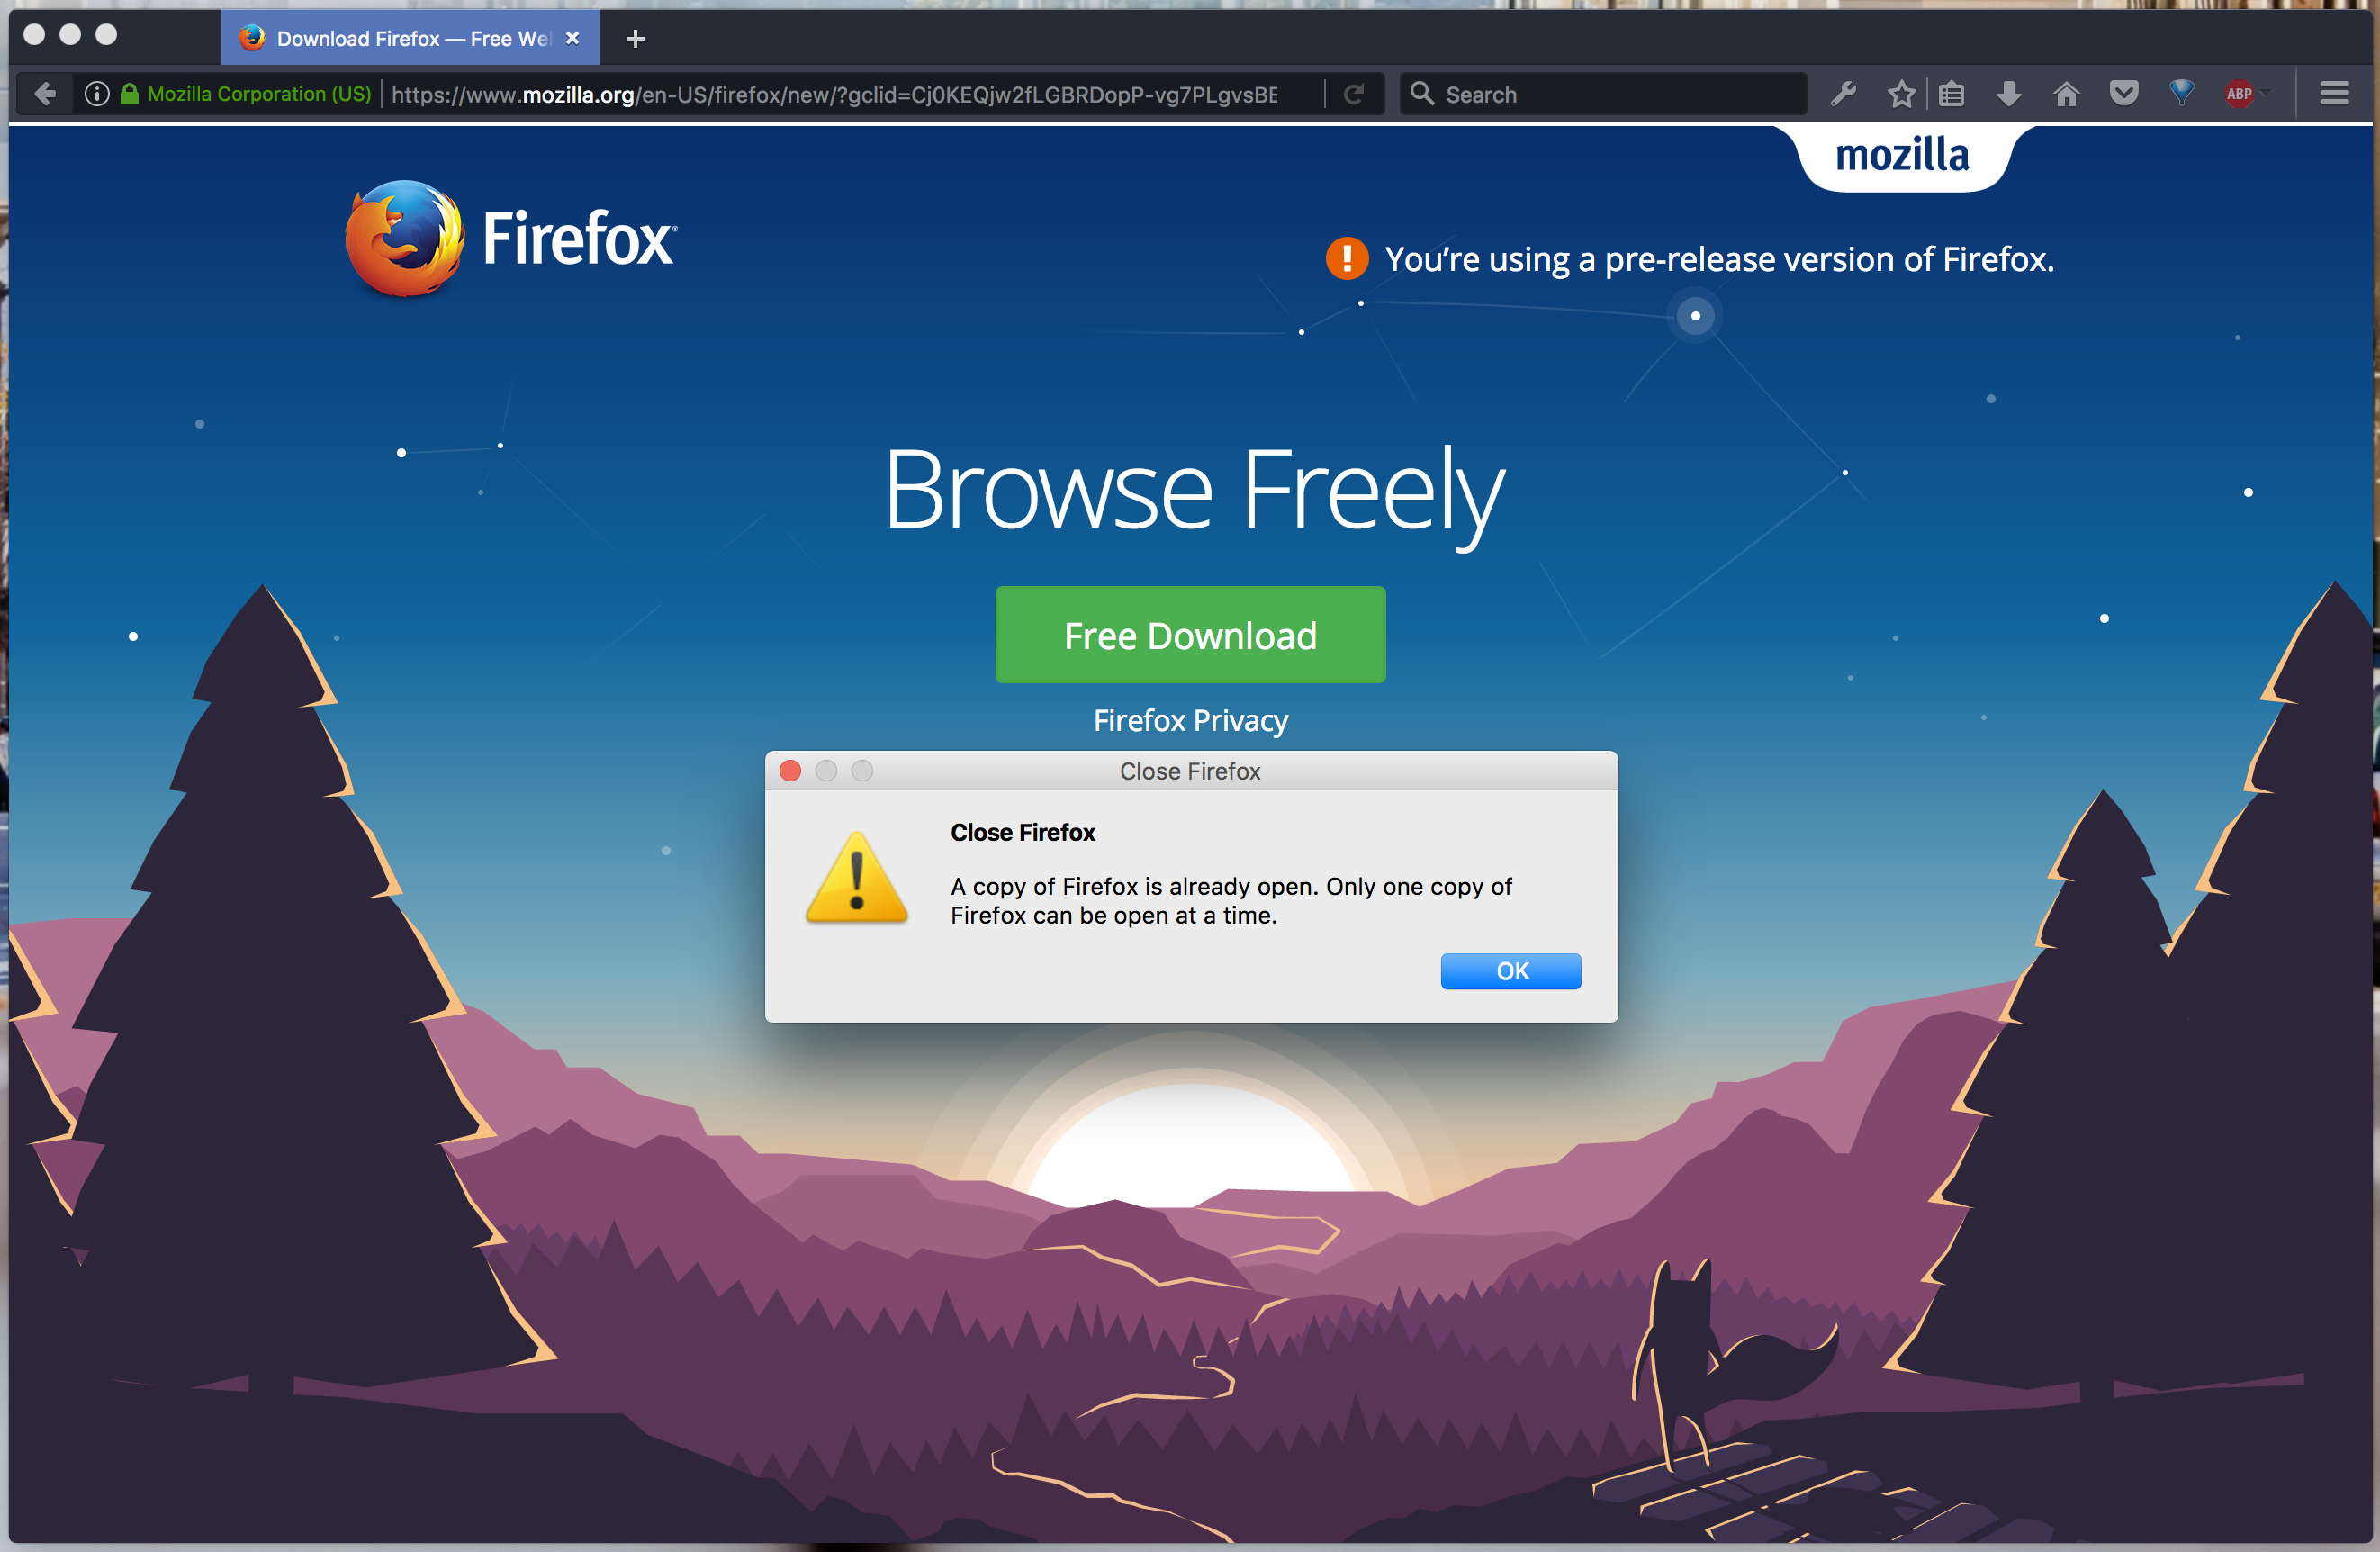 Download Firefox — Free We
Mozilla Corporation (US)
https://www.mozilla.org/en-US/firefox/new/?gclid=Cj0KEQjw2fLGBRDopP-vg7PLgvsBE
Search
ABP
mozilla
Firefox
You’re using a pre-release version of Firefox.
Browse Freely
Free Download
Firefox Privacy
Close Firefox
Close Firefox
A copy of Firefox is already open. Only one copy of
Firefox can be open at a time.
OK